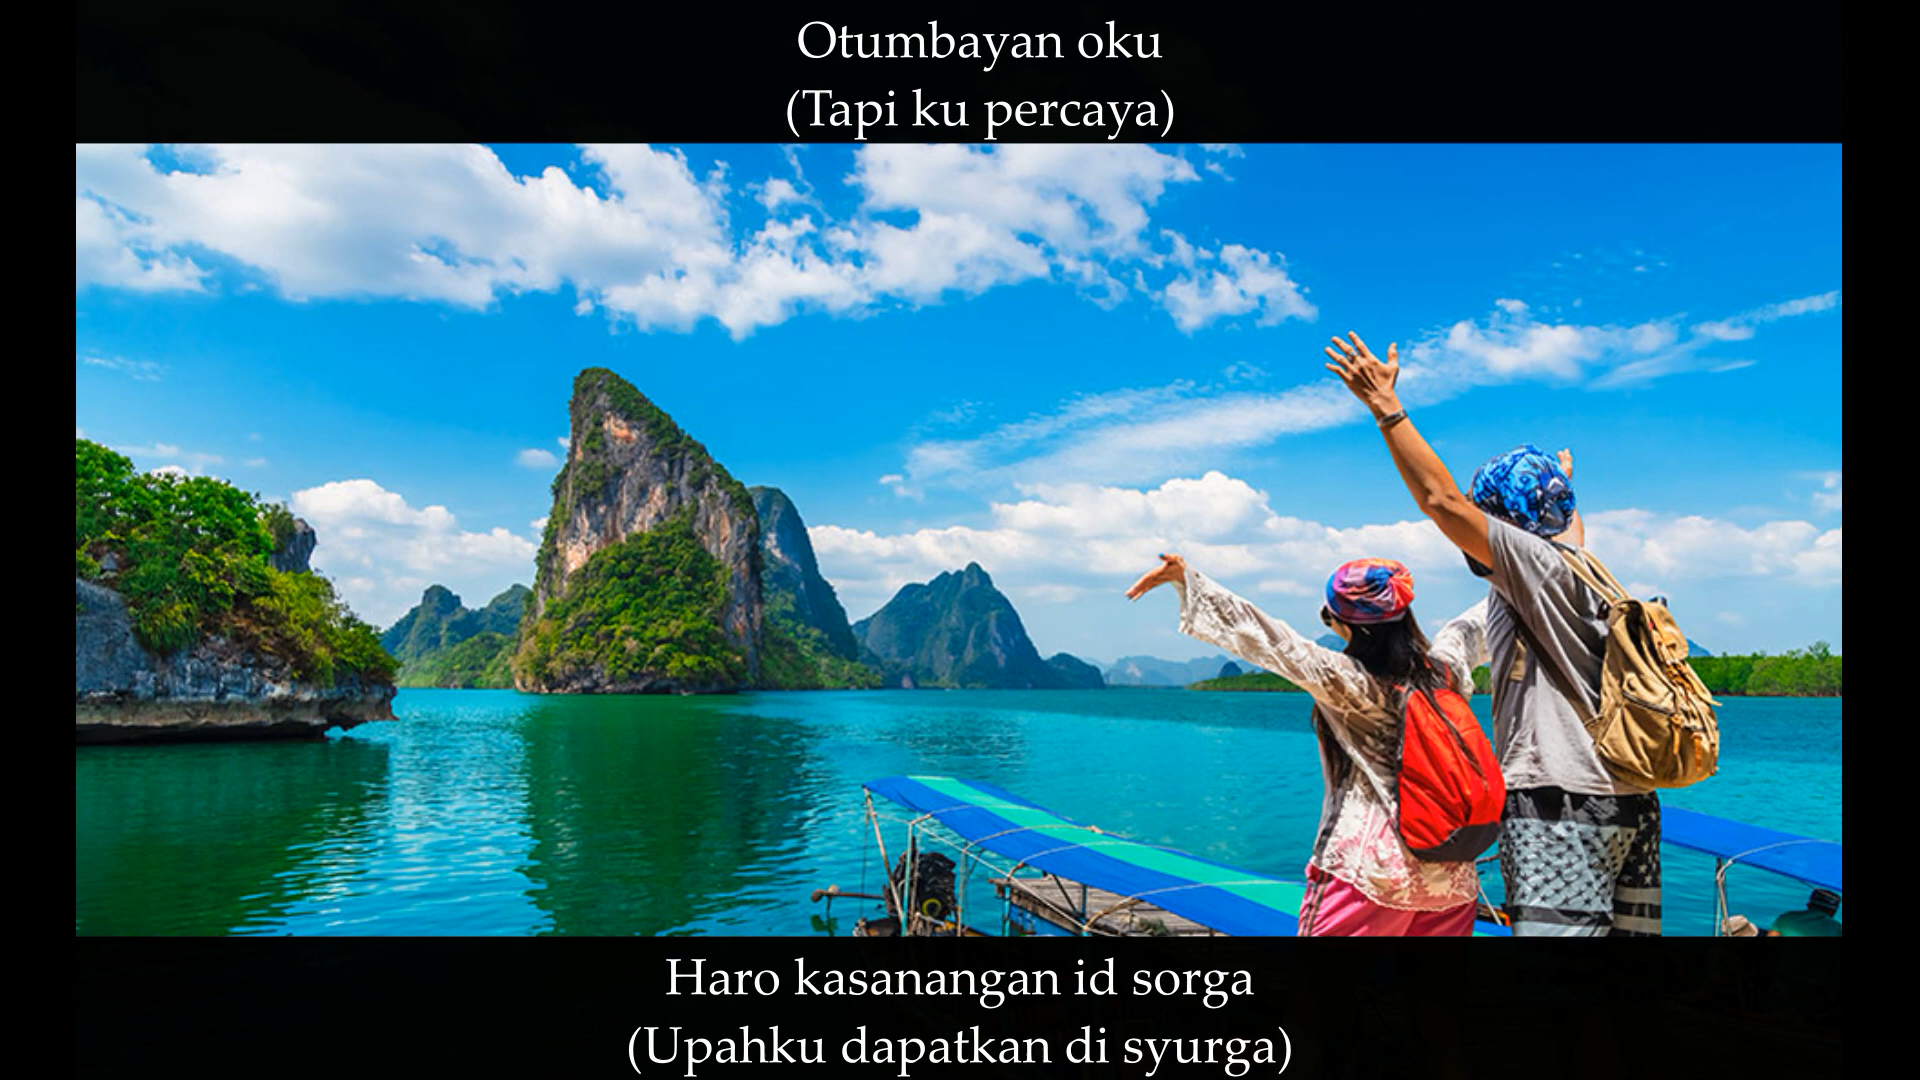 Otumbayan oku
(Tapi ku percaya)
Haro kasanangan id sorga
(Upahku dapatkan di syurga)